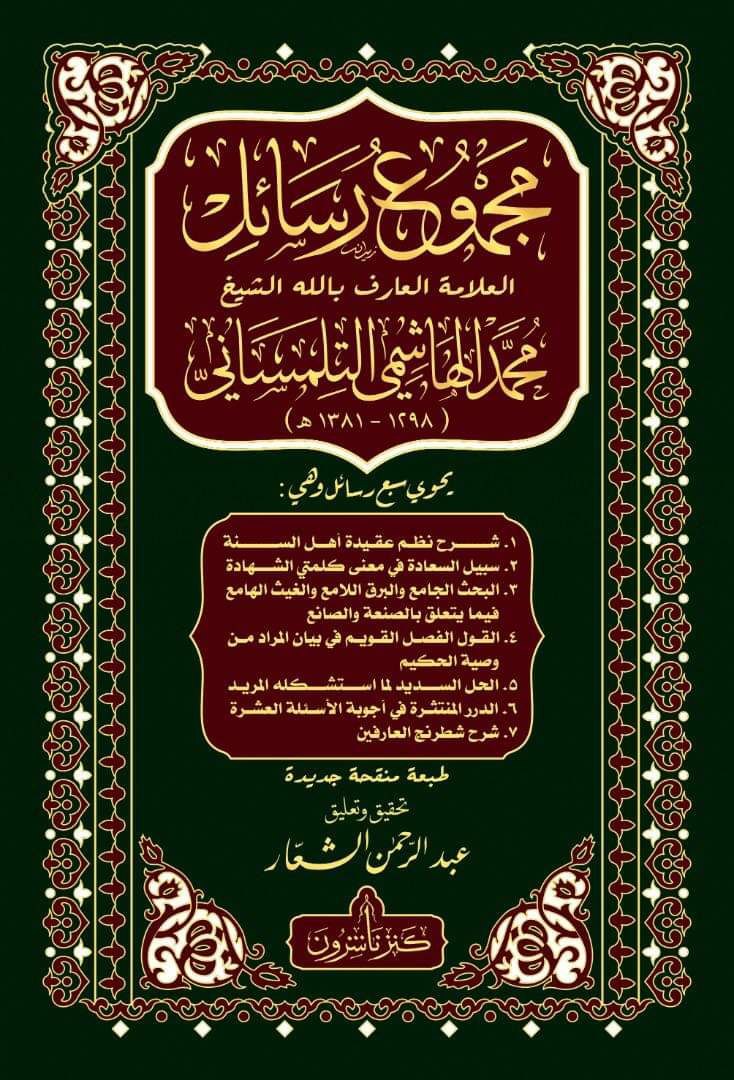 مجموع رسائل
العلامة العارف بالله الشيخ
محمد الهاشمي التلمساني
( ١٢٩٨ - ١٣٨١ هـ )
يحوي سبع رسائل وهي :
١. شرح نظم عقيدة أهل السنة
٢. سبيل السعادة في معنى كلمتي الشهادة
٣. البحث الجامع والبرق اللامع والغيث الهامع
فيما يتعلق بالصنعة والصانع
٤. القول الفصل القويم في بيان المراد من
وصية الحكيم
٥. الحل السديد لما استشكله المريد
٦. الدرر المنتثرة في أجوبة الأسئلة العشرة
٧. شرح شطرنج العارفين
طبعة منقحة جديدة
تحقيق وتعليق
عبد الرحمن الشعار
كنز ناشرون